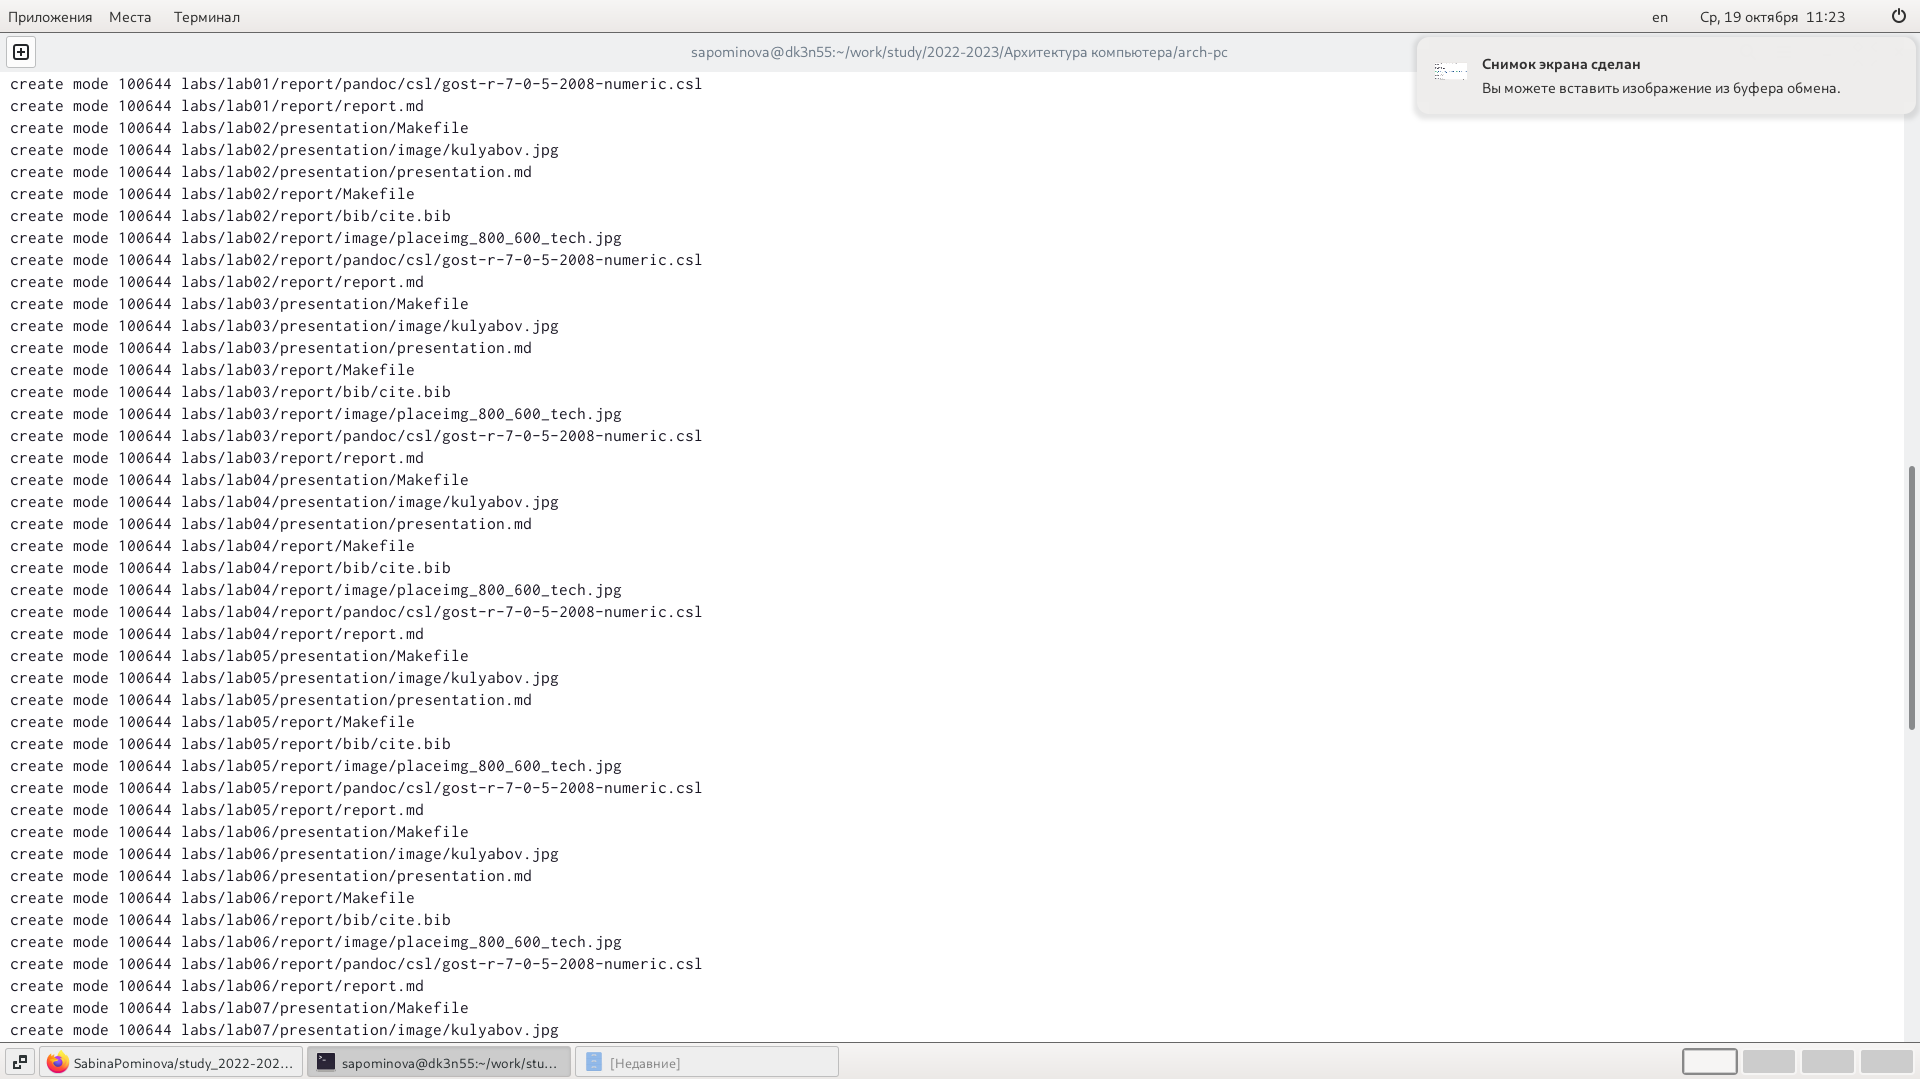 Приложения Места Терминал en Ср, 19 октября 11:23
sapominova@dk3n55:~/work/study/2022-2023/Архитектура компьютера/arch-pc
Снимок экрана сделан
Вы можете вставить изображение из буфера обмена.
create mode 100644 labs/lab01/report/pandoc/csl/gost-r-7-0-5-2008-numeric.csl
create mode 100644 labs/lab01/report/report.md
create mode 100644 labs/lab02/presentation/Makefile
create mode 100644 labs/lab02/presentation/image/kulyabov.jpg
create mode 100644 labs/lab02/presentation/presentation.md
create mode 100644 labs/lab02/report/Makefile
create mode 100644 labs/lab02/report/bib/cite.bib
create mode 100644 labs/lab02/report/image/placeimg_800_600_tech.jpg
create mode 100644 labs/lab02/report/pandoc/csl/gost-r-7-0-5-2008-numeric.csl
create mode 100644 labs/lab02/report/report.md
create mode 100644 labs/lab03/presentation/Makefile
create mode 100644 labs/lab03/presentation/image/kulyabov.jpg
create mode 100644 labs/lab03/presentation/presentation.md
create mode 100644 labs/lab03/report/Makefile
create mode 100644 labs/lab03/report/bib/cite.bib
create mode 100644 labs/lab03/report/image/placeimg_800_600_tech.jpg
create mode 100644 labs/lab03/report/pandoc/csl/gost-r-7-0-5-2008-numeric.csl
create mode 100644 labs/lab03/report/report.md
create mode 100644 labs/lab04/presentation/Makefile
create mode 100644 labs/lab04/presentation/image/kulyabov.jpg
create mode 100644 labs/lab04/presentation/presentation.md
create mode 100644 labs/lab04/report/Makefile
create mode 100644 labs/lab04/report/bib/cite.bib
create mode 100644 labs/lab04/report/image/placeimg_800_600_tech.jpg
create mode 100644 labs/lab04/report/pandoc/csl/gost-r-7-0-5-2008-numeric.csl
create mode 100644 labs/lab04/report/report.md
create mode 100644 labs/lab05/presentation/Makefile
create mode 100644 labs/lab05/presentation/image/kulyabov.jpg
create mode 100644 labs/lab05/presentation/presentation.md
create mode 100644 labs/lab05/report/Makefile
create mode 100644 labs/lab05/report/bib/cite.bib
create mode 100644 labs/lab05/report/image/placeimg_800_600_tech.jpg
create mode 100644 labs/lab05/report/pandoc/csl/gost-r-7-0-5-2008-numeric.csl
create mode 100644 labs/lab05/report/report.md
create mode 100644 labs/lab06/presentation/Makefile
create mode 100644 labs/lab06/presentation/image/kulyabov.jpg
create mode 100644 labs/lab06/presentation/presentation.md
create mode 100644 labs/lab06/report/Makefile
create mode 100644 labs/lab06/report/bib/cite.bib
create mode 100644 labs/lab06/report/image/placeimg_800_600_tech.jpg
create mode 100644 labs/lab06/report/pandoc/csl/gost-r-7-0-5-2008-numeric.csl
create mode 100644 labs/lab06/report/report.md
create mode 100644 labs/lab07/presentation/Makefile
create mode 100644 labs/lab07/presentation/image/kulyabov.jpg
SabinaPominova/study_2022-202... sapominova@dk3n55:~/work/stu... [Недавние]